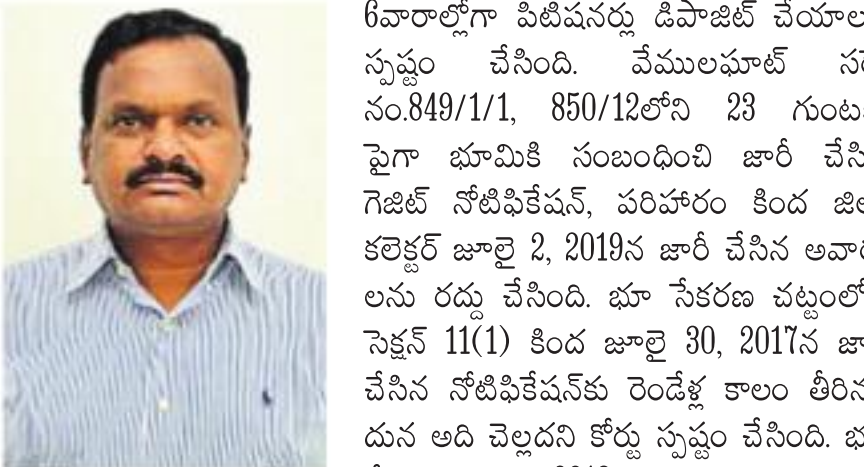 6వారాల్లోగా పిటిషనర్లు డిపాజిట్ చేయాల
స్పష్టం చేసింది. వేములఘాట్
నం.849/1/1, 850/12లోని 23 గుంట
పైగా భూమికి సంబంధించి జారీ చేసి
గెజిట్ నోటిఫికేషన్, పరిహారం కింద జిల
కలెక్టర్ జూలై 2, 2019న జారీ చేసిన అవార
లను రద్దు చేసింది. భూ సేకరణ చట్టంలో
సెక్షన్ 11(1) కింద జూలై 30, 2017న జా
చేసిన నోటిఫికేషన్‌కు రెండేళ్ల కాలం తీరిన
దున అది చెల్లదని కోర్టు స్పష్టం చేసింది. భ